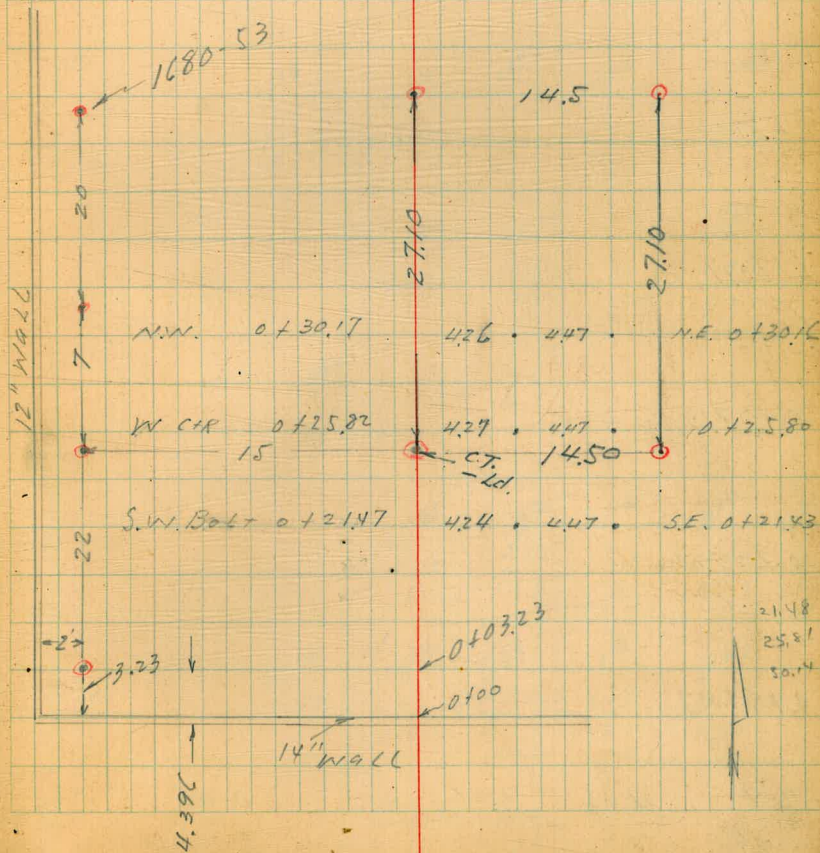 1680-53
14.5
20
27.10
27.10
12" WALL
N.W. 0+30.17 4.26 · 4.47 · N.E. 0+30.16
7
W CTR 0+25.82 4.27 · 4.47 · 0+25.80
15
C.T.
Ld.
14.50
S.W. Bolt 0+21.47 4.24 · 4.47 · S.E. 0+21.43
22
21.48
25.81
30.14
2'
3.23
0+03.23
0+00
14" WALL